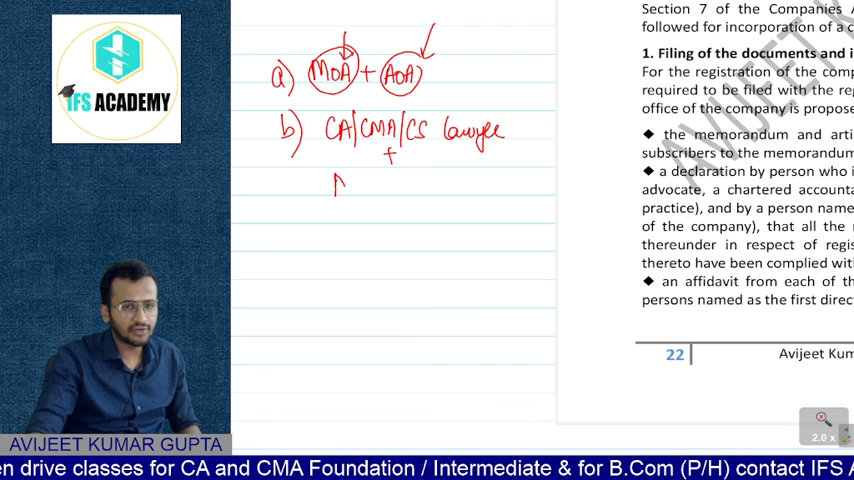 IFS ACADEMY
a) MOA + AOA
b) CA/CMA/CS lawyer
+
Section 7 of the Companies A
followed for incorporation of a c
1. Filing of the documents and i
For the registration of the comp
required to be filed with the reg
office of the company is propose
◆ the memorandum and arti
subscribers to the memorandum
◆ a declaration by person who i
advocate, a chartered accounta
practice), and by a person name
of the company), that all the r
thereunder in respect of regis
thereto have been complied with
◆ an affidavit from each of th
persons named as the first direct
22 Avijeet Kum
AVIJEET K
2.0 x
AVIJEET KUMAR GUPTA
en drive classes for CA and CMA Foundation / Intermediate & for B.Com (P/H) contact IFS A